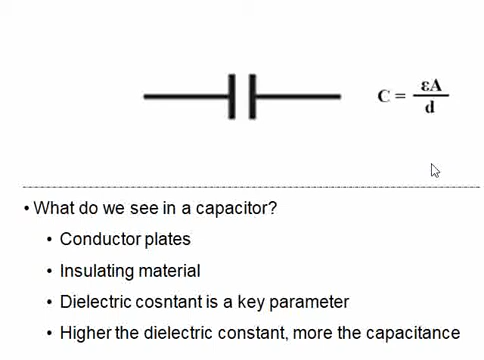 C = εA
d
• What do we see in a capacitor?
• Conductor plates
• Insulating material
• Dielectric cosntant is a key parameter
• Higher the dielectric constant, more the capacitance